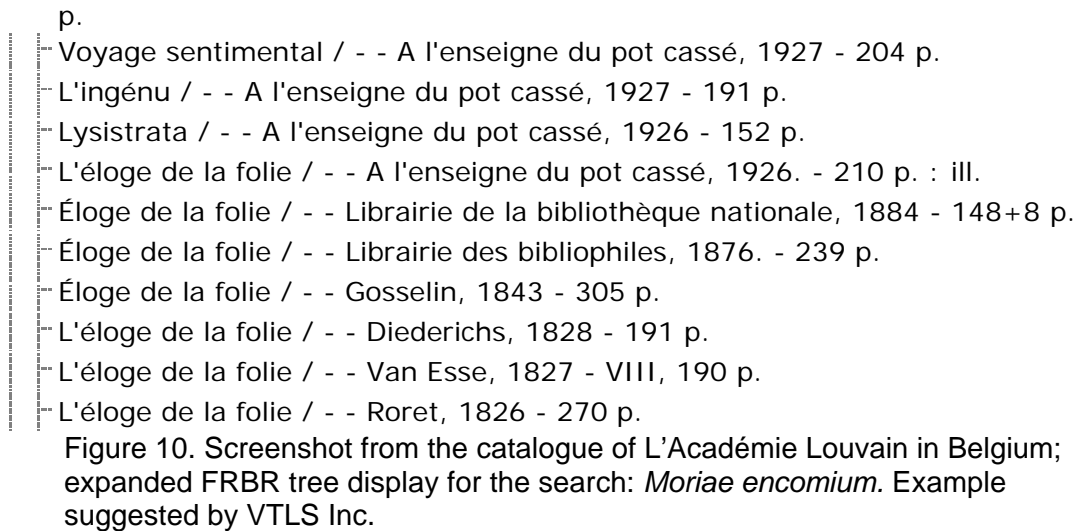 p.
Voyage sentimental / - - A l'enseigne du pot cassé, 1927 - 204 p.
L'ingénu / - - A l'enseigne du pot cassé, 1927 - 191 p.
Lysistrata / - - A l'enseigne du pot cassé, 1926 - 152 p.
L'éloge de la folie / - - A l'enseigne du pot cassé, 1926. - 210 p. : ill.
Éloge de la folie / - - Librairie de la bibliothèque nationale, 1884 - 148+8 p.
Éloge de la folie / - - Librairie des bibliophiles, 1876. - 239 p.
Éloge de la folie / - - Gosselin, 1843 - 305 p.
L'éloge de la folie / - - Diederichs, 1828 - 191 p.
L'éloge de la folie / - - Van Esse, 1827 - VIII, 190 p.
L'éloge de la folie / - - Roret, 1826 - 270 p.
Figure 10. Screenshot from the catalogue of L’Académie Louvain in Belgium;
expanded FRBR tree display for the search: Moriae encomium. Example
suggested by VTLS Inc.